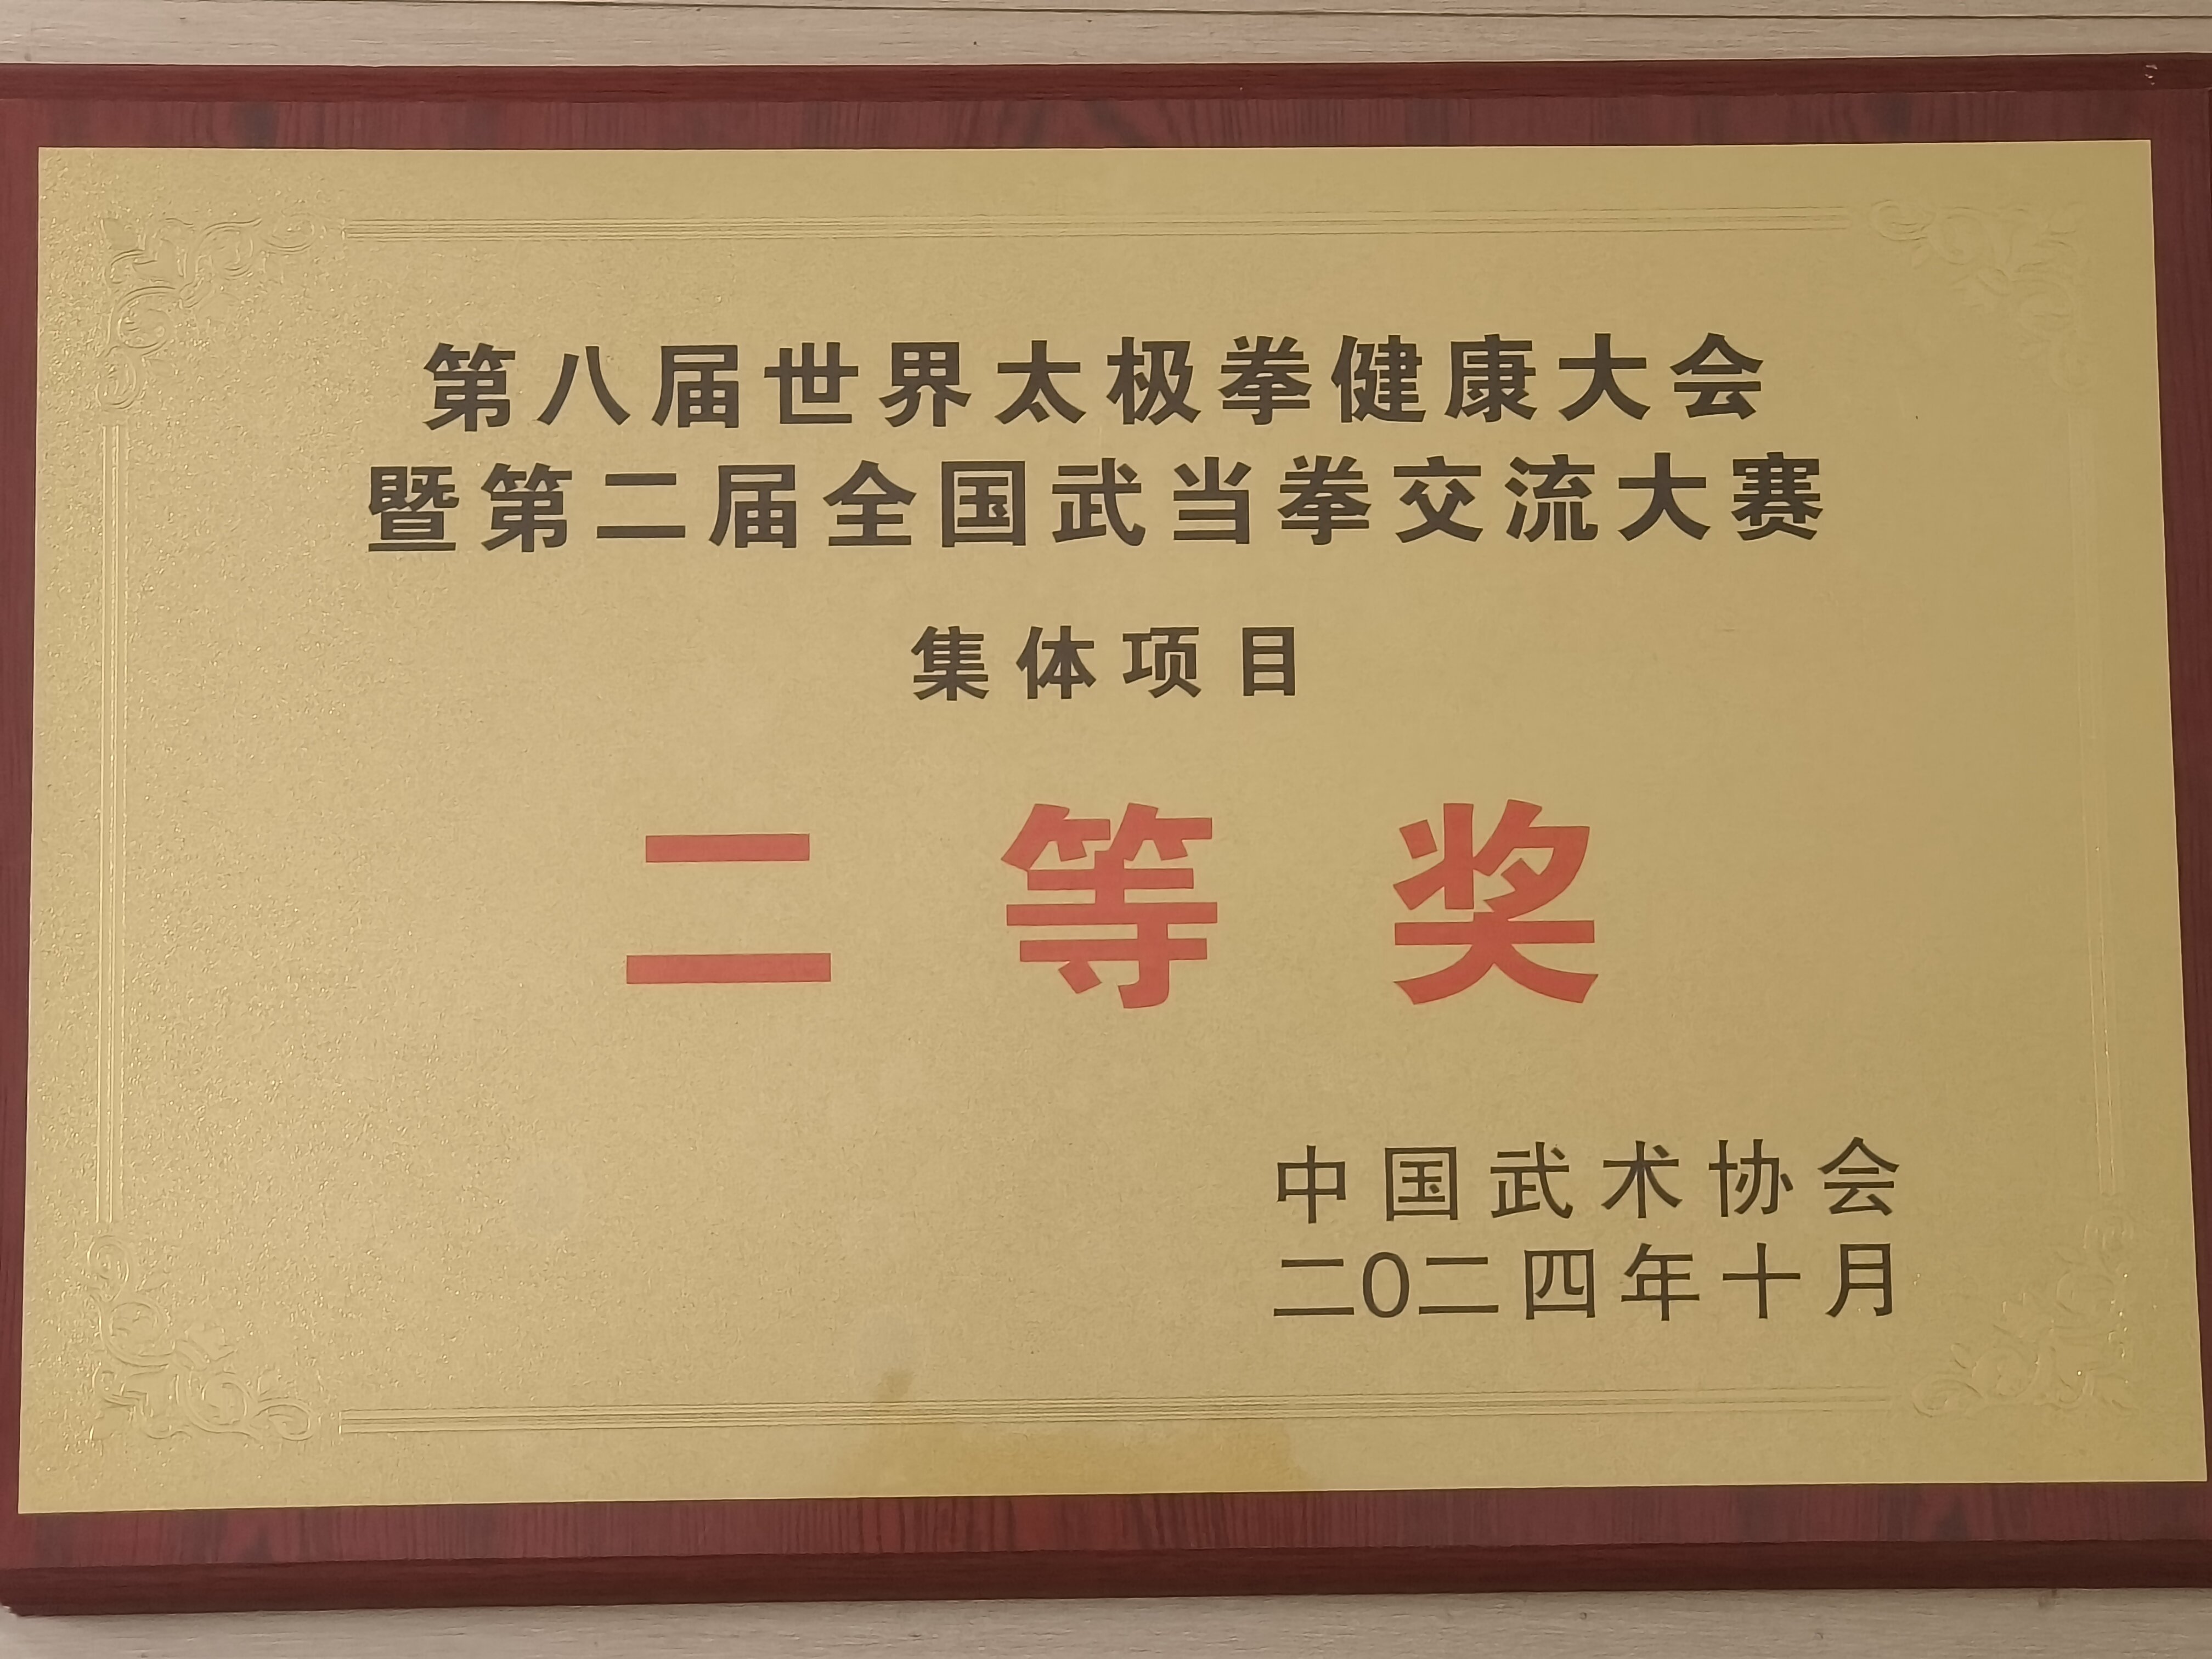 第八届世界太极拳健康大会
暨第二届全国武当拳交流大赛
集体项目
二等奖
中国武术协会
二0二四年十月